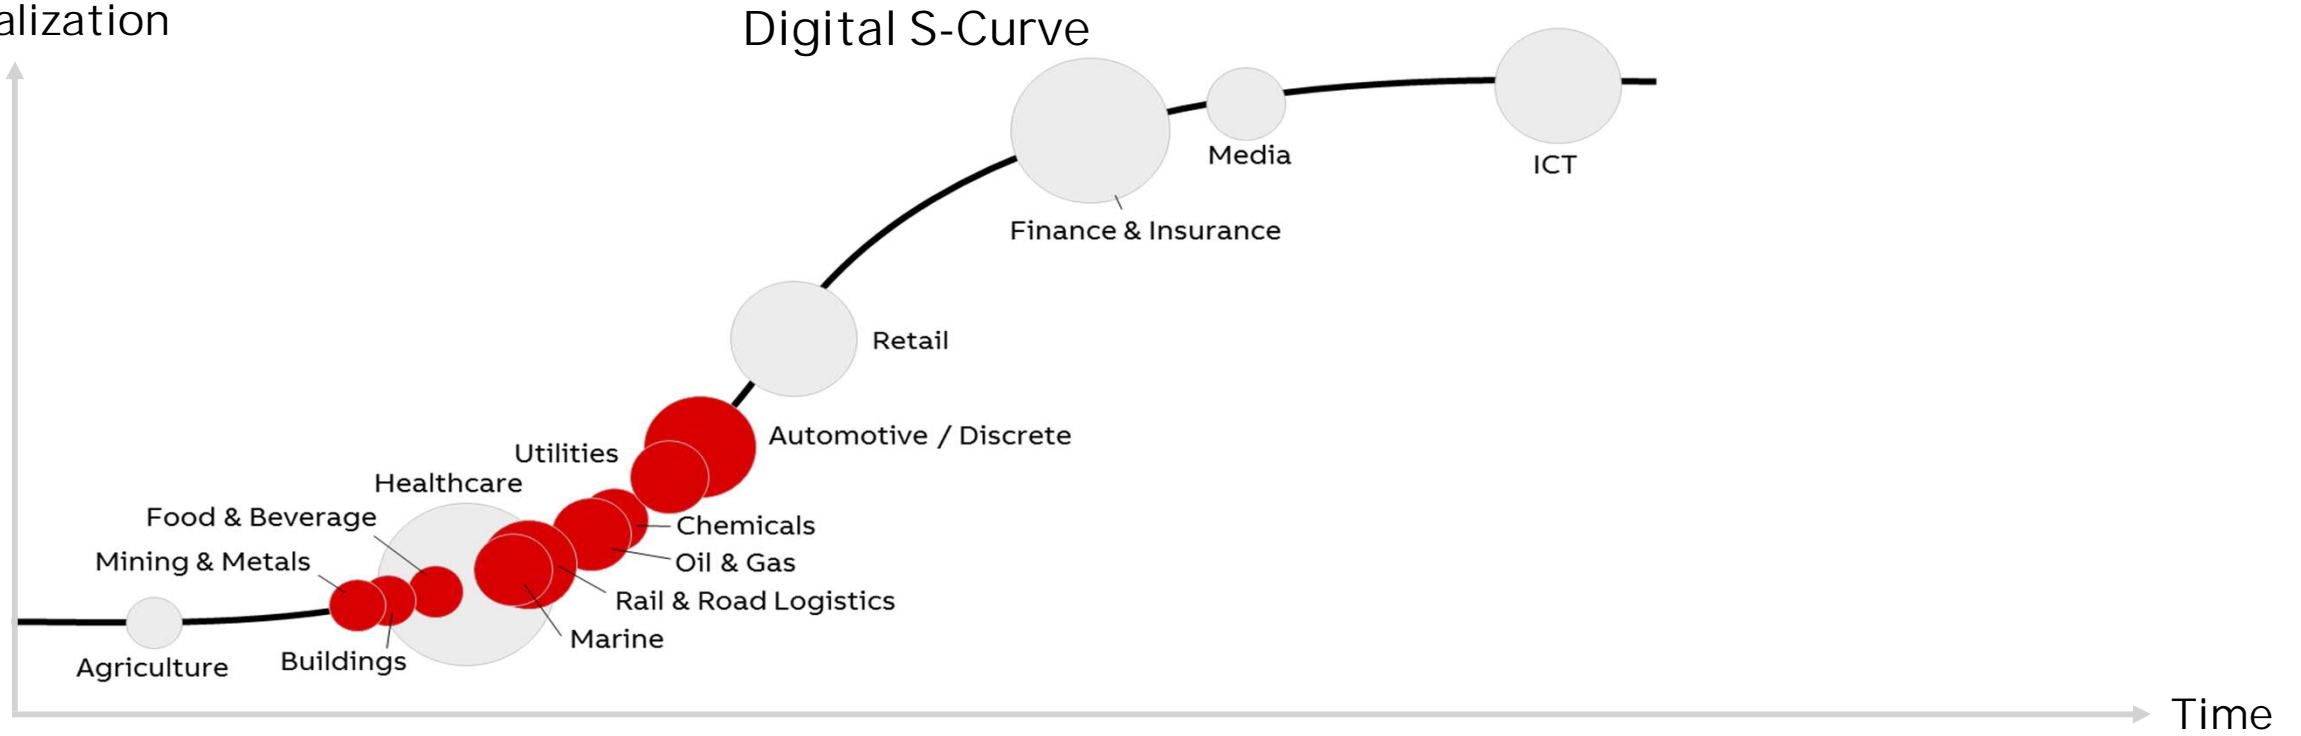 alization
Digital S-Curve
Media
ICT
Finance & Insurance
Retail
Automotive / Discrete
Utilities
Healthcare
Food & Beverage
Chemicals
Mining & Metals
Oil & Gas
Rail & Road Logistics
Marine
Buildings
Agriculture
Time